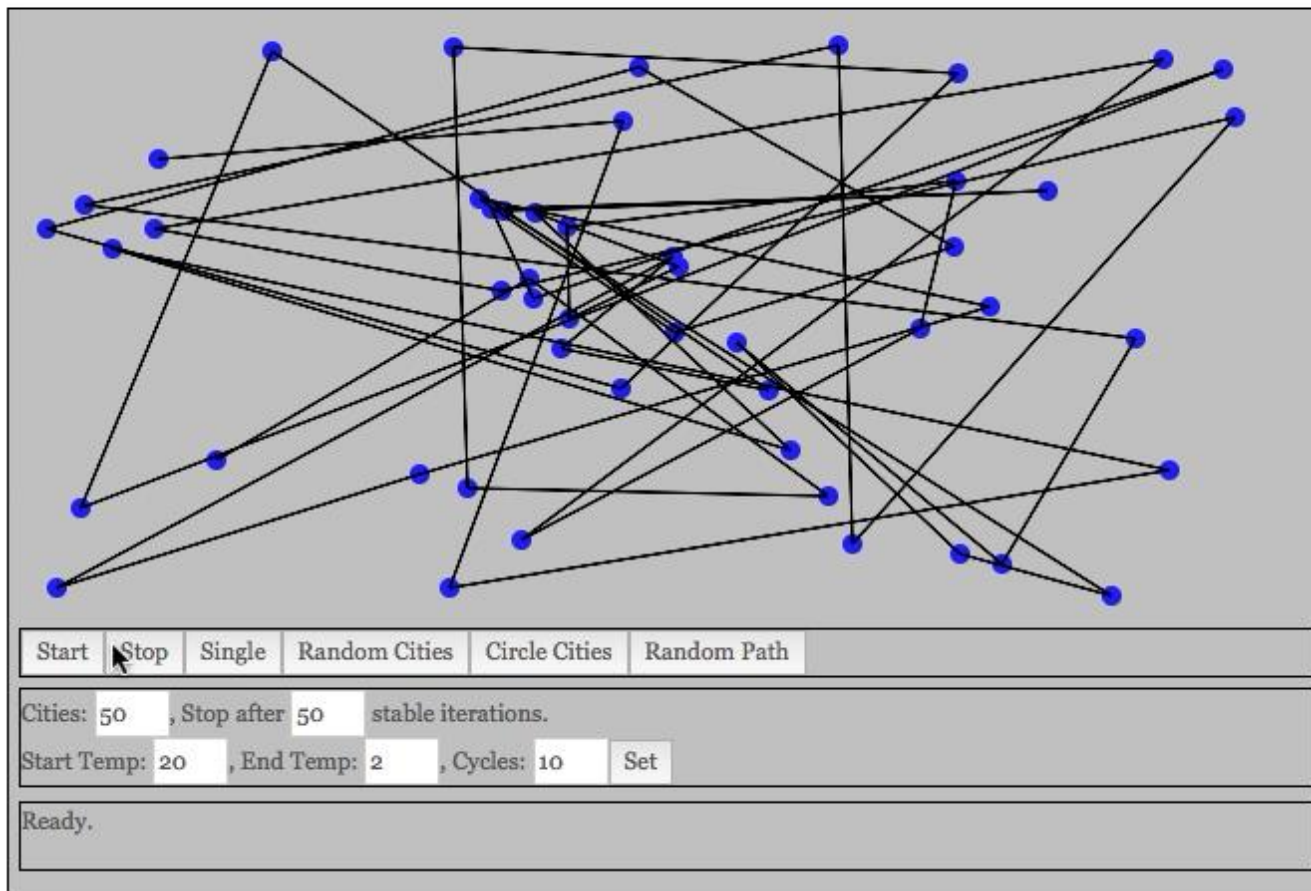 Start Stop Single Random Cities Circle Cities Random Path
Cities: 50 , Stop after 50 stable iterations.
Start Temp: 20 , End Temp: 2 , Cycles: 10 Set
Ready.